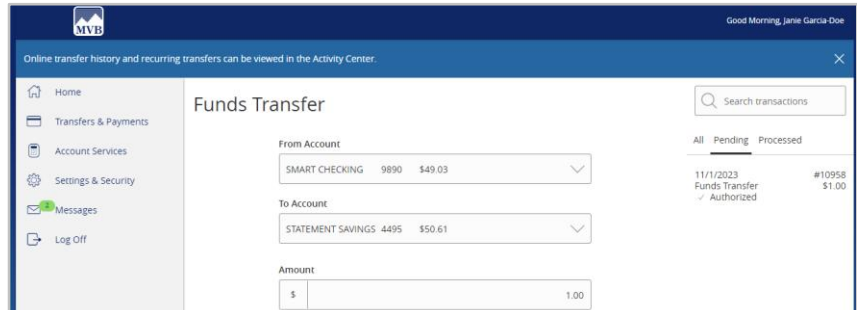 MVB
Good Morning, Janie Garcia-Doe
Online transfer history and recurring transfers can be viewed in the Activity Center.
Home
Transfers & Payments
Account Services
Settings & Security
2 Messages
Log Off
Funds Transfer
From Account
SMART CHECKING 9890 $49.03
To Account
STATEMENT SAVINGS 4495 $50.61
Amount
$ 1.00
Search transactions
All Pending Processed
11/1/2023 #10958
Funds Transfer $1.00
✓ Authorized